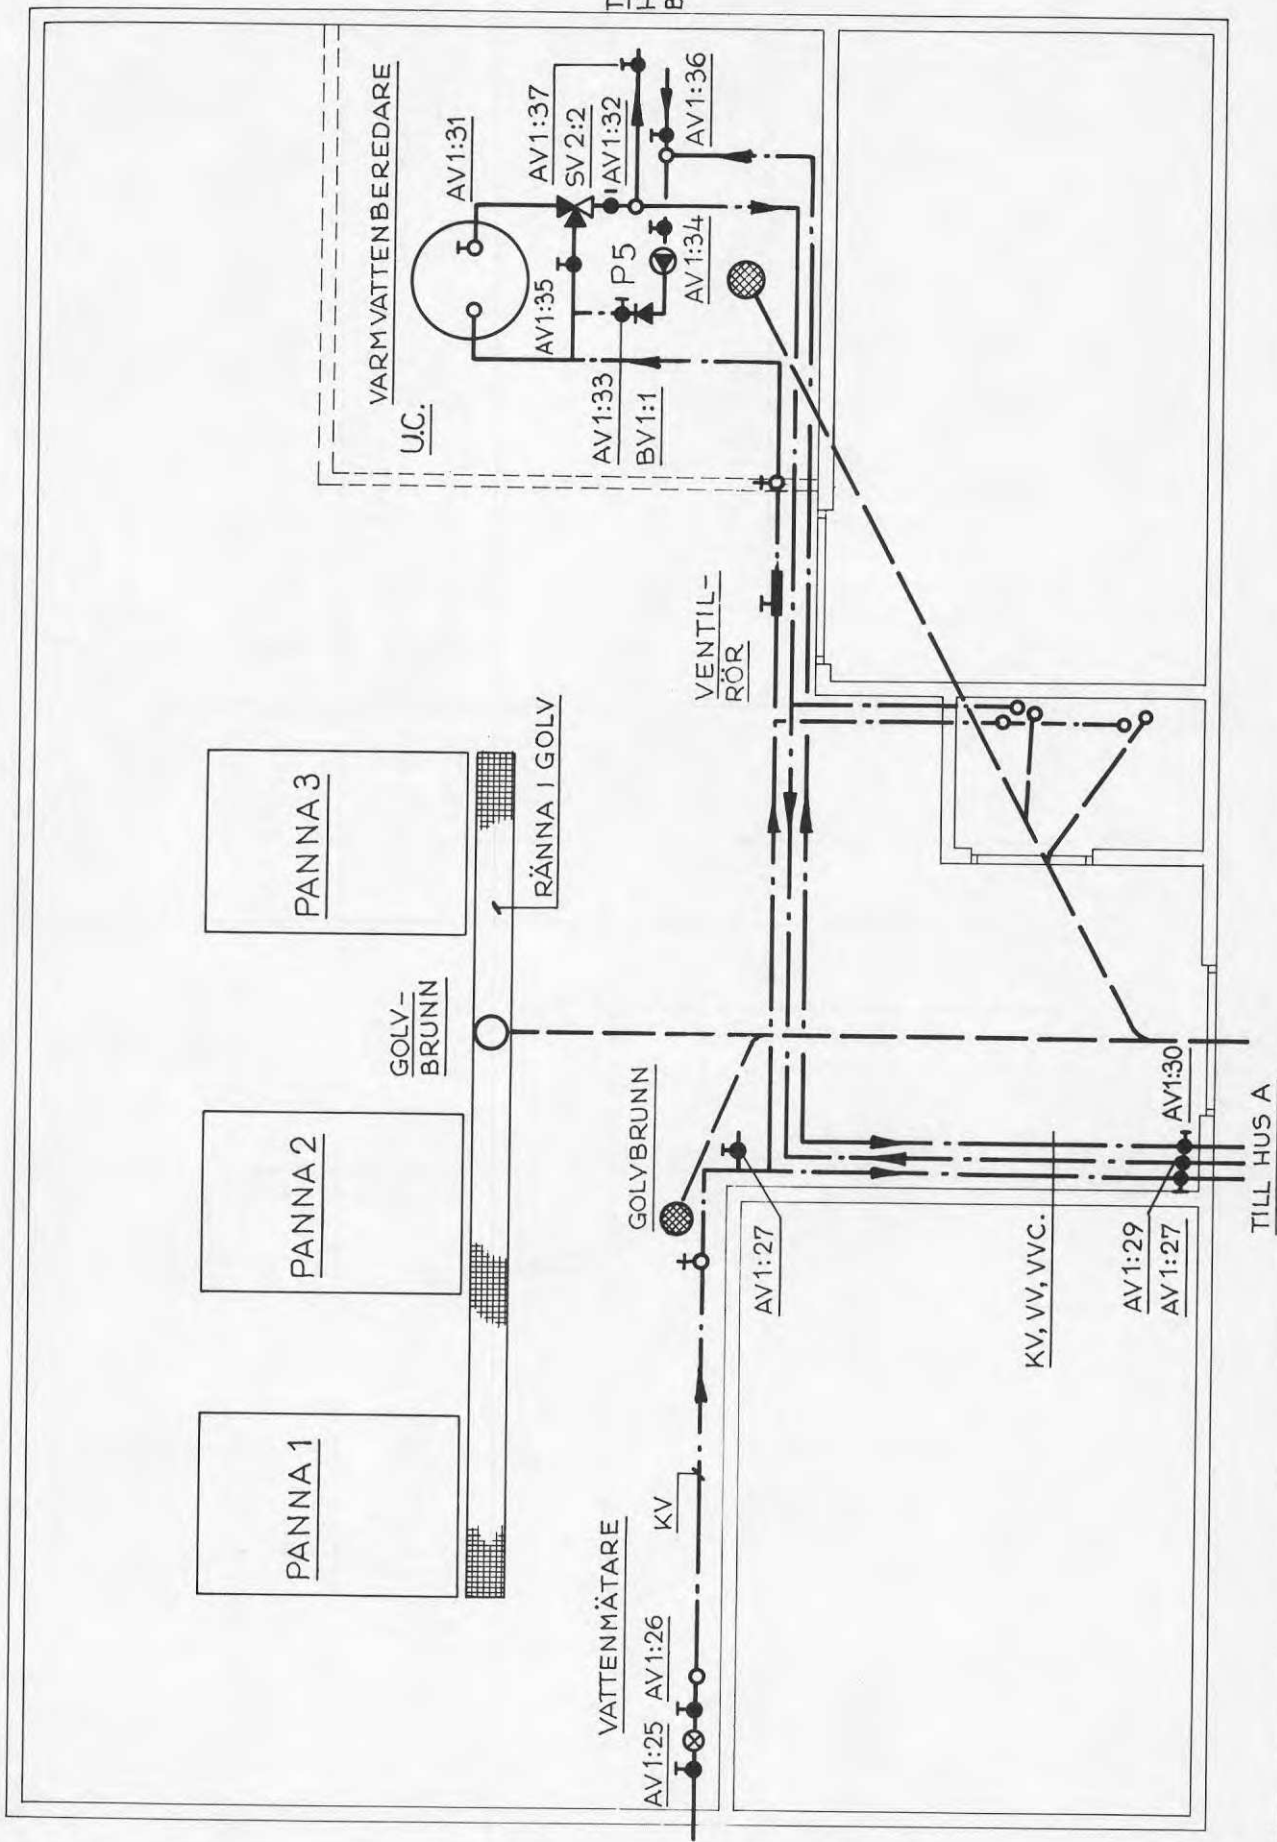 VARMVATTENBEREDARE
U.C.
AV1:31
AV1:37
SV2:2
AV1:32
AV1:36
AV1:35
P5
AV1:34
AV1:33
BV1:1
PANNA 1
PANNA 2
PANNA 3
GOLV-
BRUNN
RÄNNA I GOLV
VENTIL-
RÖR
GOLVBRUNN
VATTENMÄTARE
AV1:25
AV1:26
KV
AV1:27
KV, VV, VVC.
AV1:29
AV1:27
AV1:30
TILL HUS A